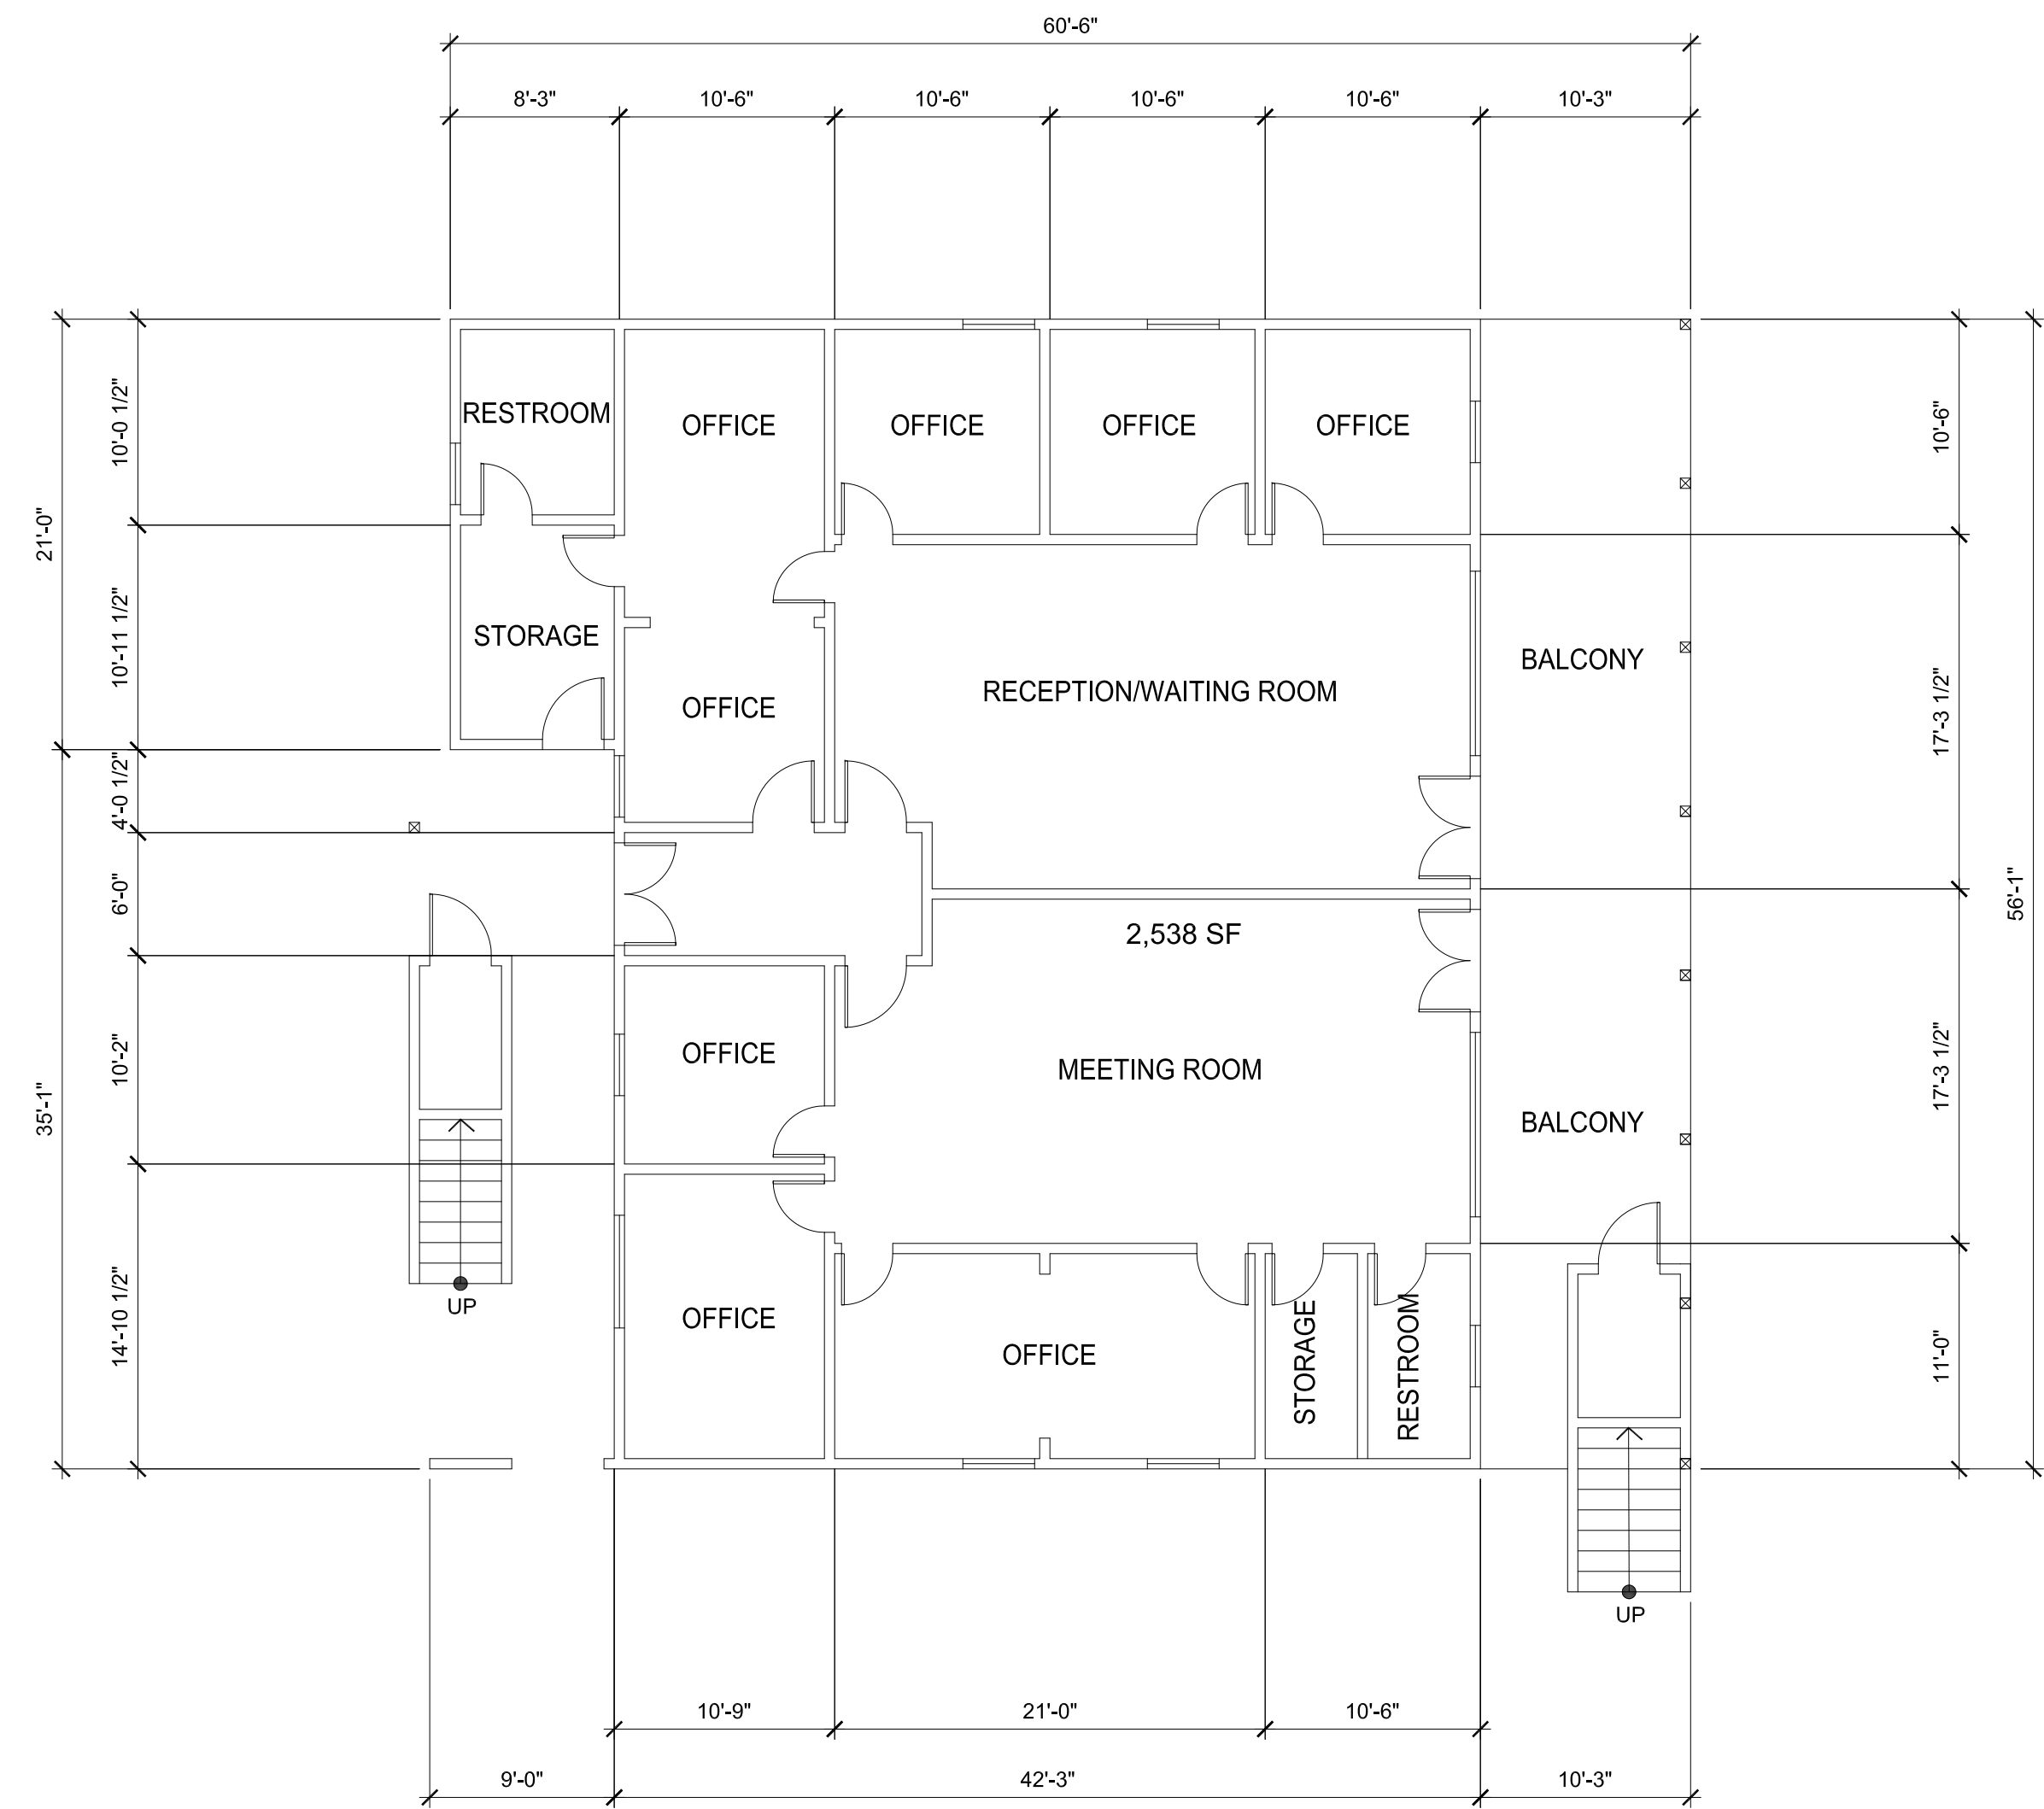 60'-6"
8'-3"
10'-6"
10'-6"
10'-6"
10'-6"
10'-3"
RESTROOM
OFFICE
OFFICE
OFFICE
OFFICE
10'-0 1/2"
10'-6"
21'-0"
10'-11 1/2"
STORAGE
BALCONY
OFFICE
RECEPTION/WAITING ROOM
17'-3 1/2"
4'-0 1/2"
6'-0"
56'-1"
2,538 SF
10'-2"
OFFICE
MEETING ROOM
17'-3 1/2"
35'-1"
BALCONY
UP
14'-10 1/2"
OFFICE
OFFICE
STORAGE
RESTROOM
11'-0"
UP
10'-9"
21'-0"
10'-6"
9'-0"
42'-3"
10'-3"